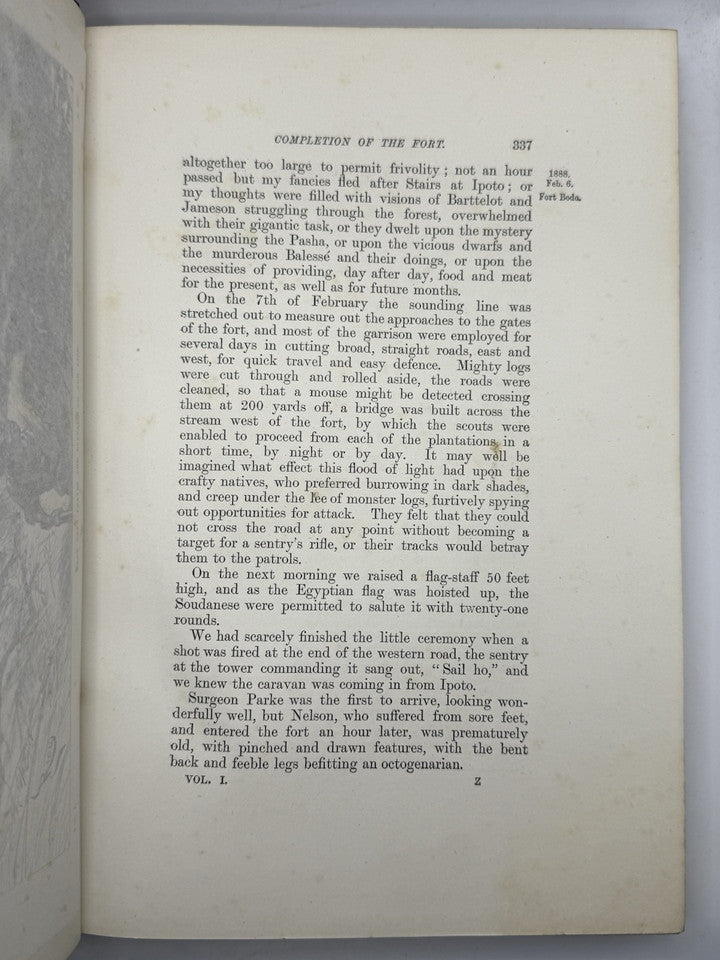 COMPLETION OF THE FORT. 337
altogether too large to permit frivolity; not an hour
passed but my fancies fled after Stairs at Ipoto; or
my thoughts were filled with visions of Barttelot and
Jameson struggling through the forest, overwhelmed
with their gigantic task, or they dwelt upon the mystery
surrounding the Pasha, or upon the vicious dwarfs and
the murderous Balessé and their doings, or upon the
necessities of providing, day after day, food and meat
for the present, as well as for future months.
1888.
Feb. 6.
Fort Bodo.
On the 7th of February the sounding line was
stretched out to measure out the approaches to the gates
of the fort, and most of the garrison were employed for
several days in cutting broad, straight roads, east and
west, for quick travel and easy defence. Mighty logs
were cut through and rolled aside, the roads were
cleaned, so that a mouse might be detected crossing
them at 200 yards off, a bridge was built across the
stream west of the fort, by which the scouts were
enabled to proceed from each of the plantations in a
short time, by night or by day. It may well be
imagined what effect this flood of light had upon the
crafty natives, who preferred burrowing in dark shades,
and creep under the lee of monster logs, furtively spying
out opportunities for attack. They felt that they could
not cross the road at any point without becoming a
target for a sentry's rifle, or their tracks would betray
them to the patrols.
On the next morning we raised a flag-staff 50 feet
high, and as the Egyptian flag was hoisted up, the
Soudanese were permitted to salute it with twenty-one
rounds.
We had scarcely finished the little ceremony when a
shot was fired at the end of the western road, the sentry
at the tower commanding it sang out, "Sail ho," and
we knew the caravan was coming in from Ipoto.
Surgeon Parke was the first to arrive, looking won-
derfully well, but Nelson, who suffered from sore feet,
and entered the fort an hour later, was prematurely
old, with pinched and drawn features, with the bent
back and feeble legs befitting an octogenarian.
VOL. I. Z